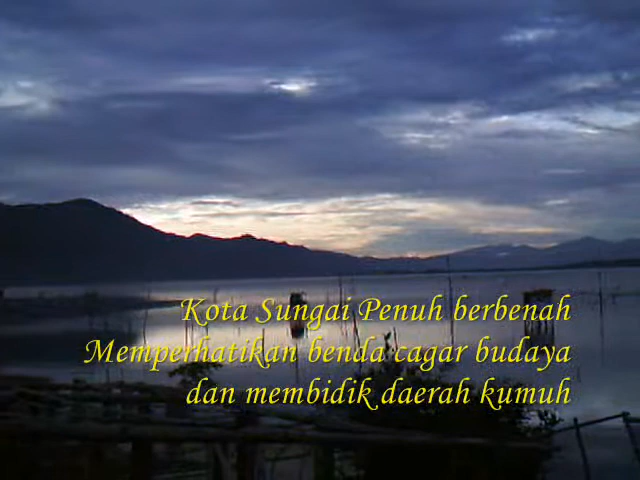 Kota Sungai Penuh berbenah
Memperhatikan benda cagar budaya
dan membidik daerah kumuh